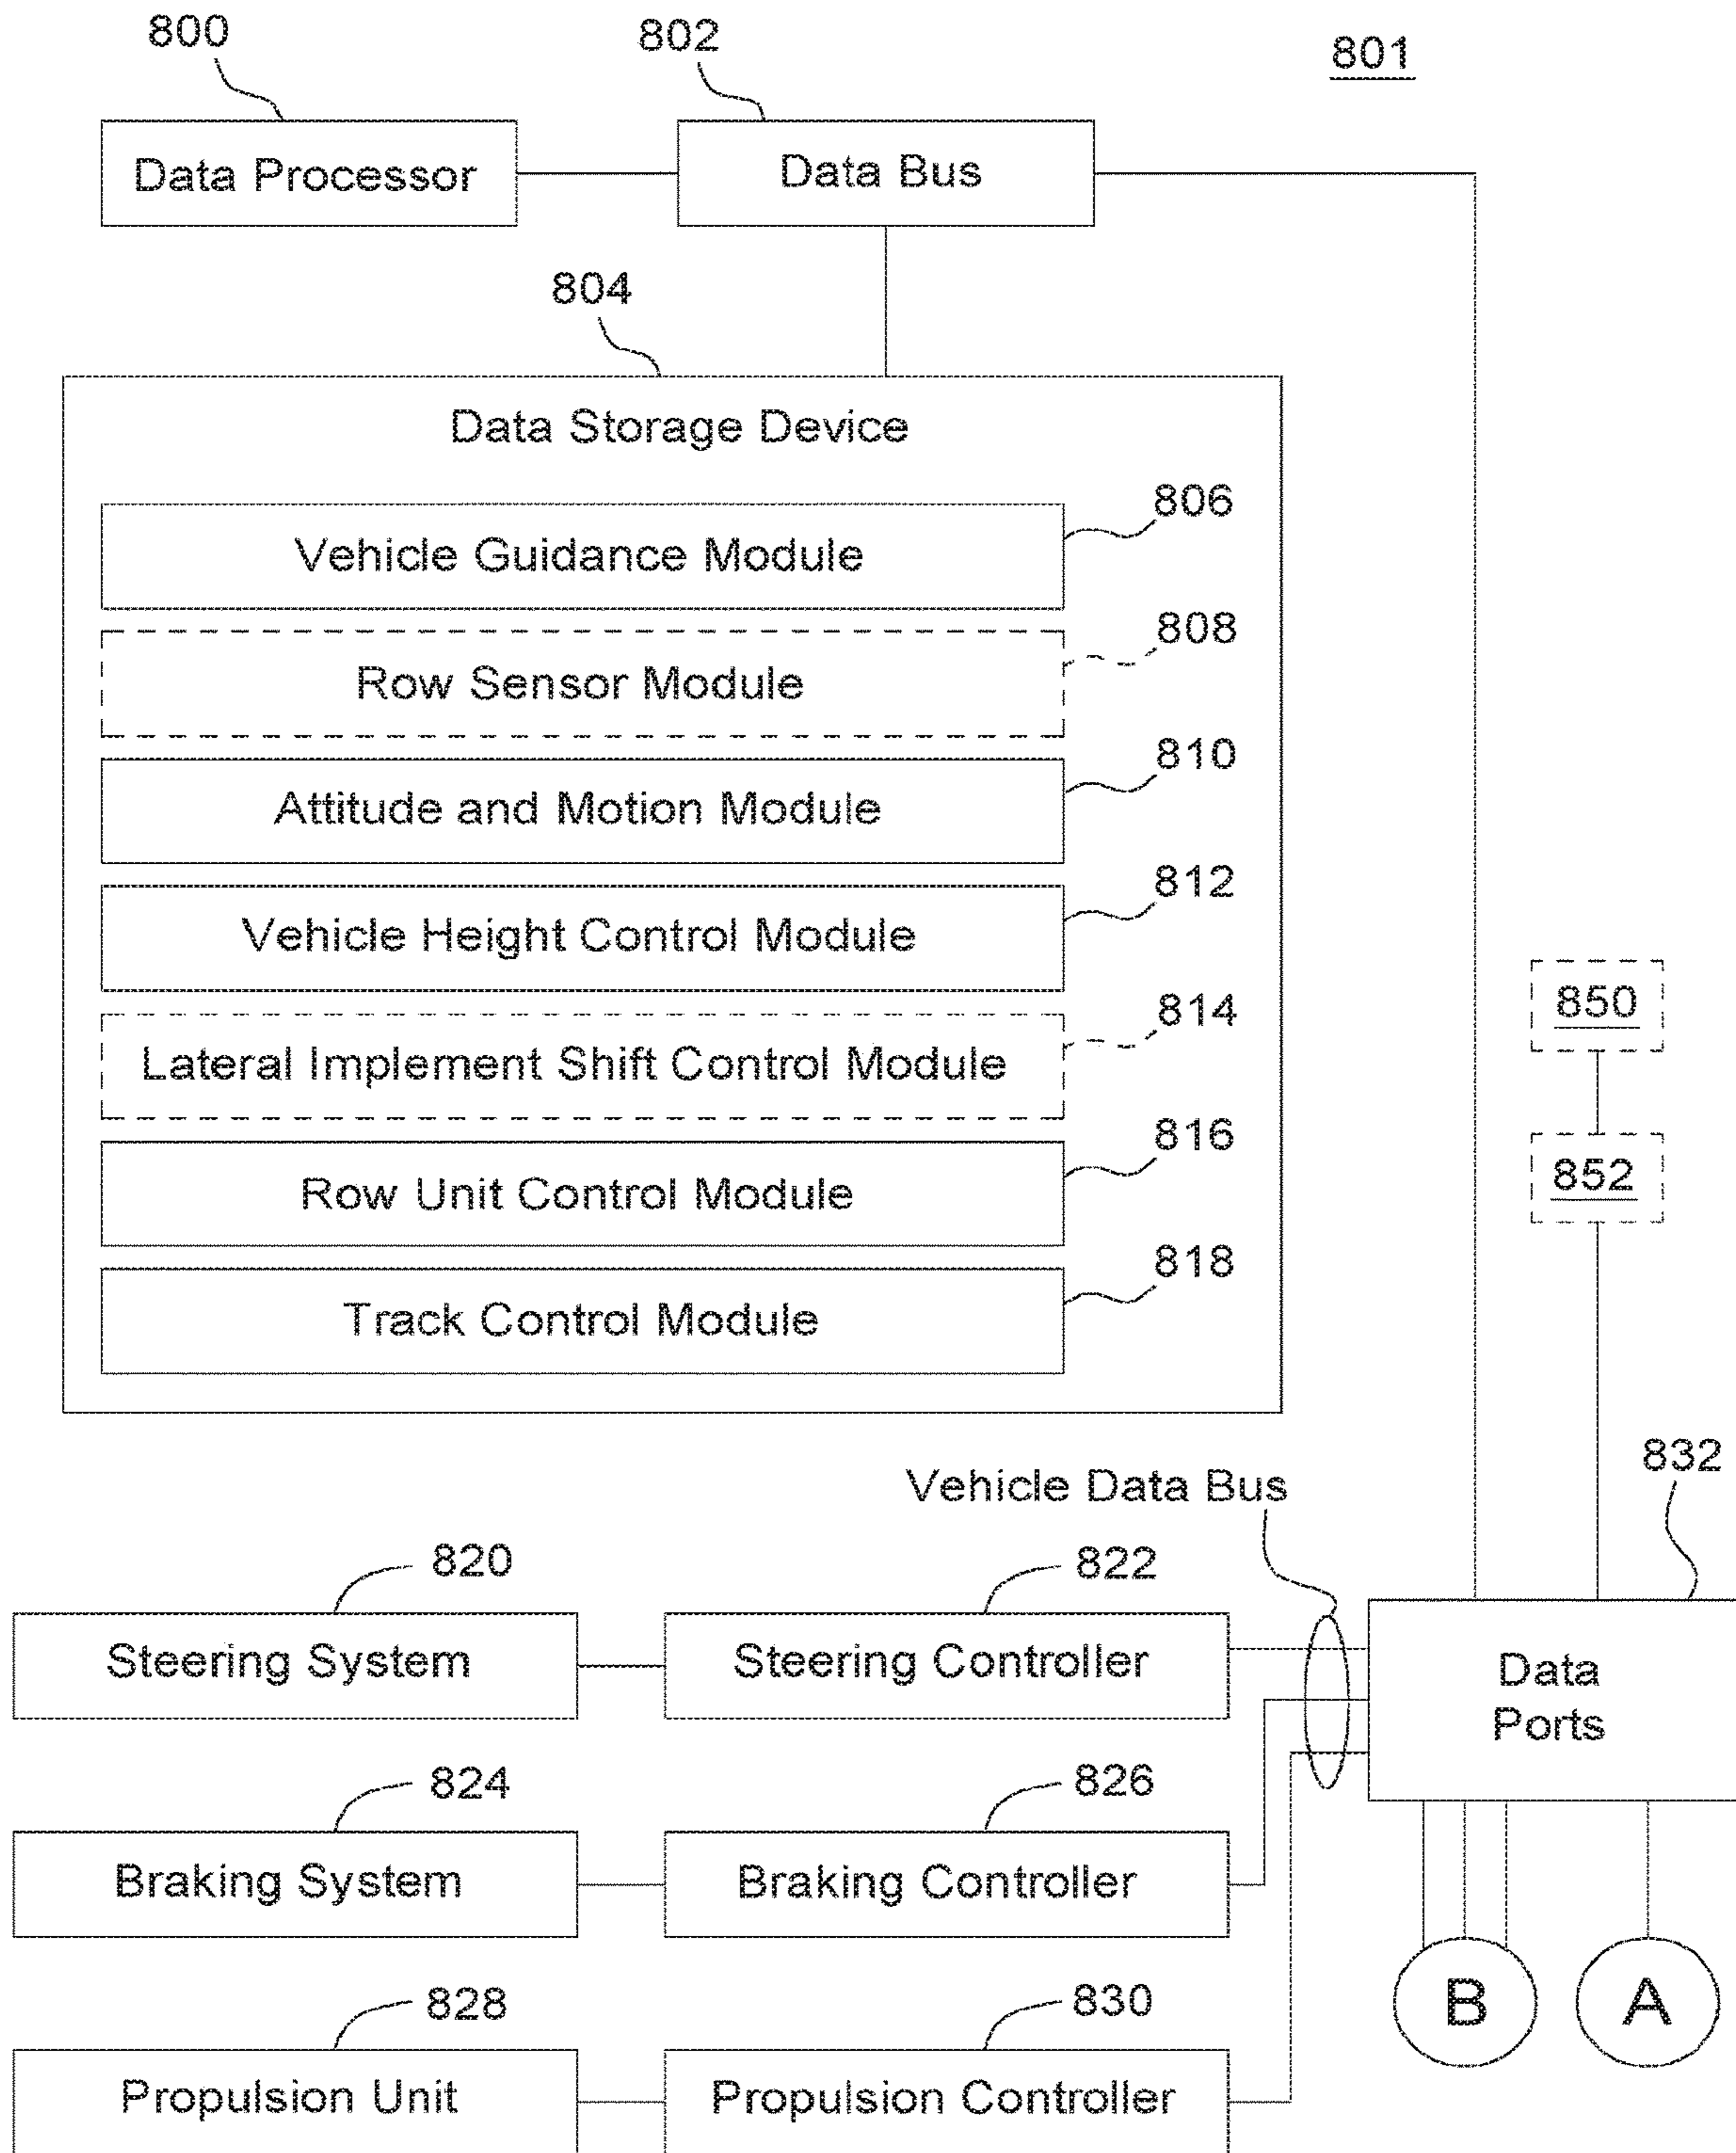 800
802
801
Data Processor
Data Bus
804
Data Storage Device
806
Vehicle Guidance Module
808
Row Sensor Module
810
Attitude and Motion Module
812
Vehicle Height Control Module
850
814
Lateral Implement Shift Control Module
816
852
Row Unit Control Module
818
Track Control Module
832
Vehicle Data Bus
820
822
Steering System
Steering Controller
Data
Ports
824
826
Braking System
Braking Controller
828
830
B
A
Propulsion Unit
Propulsion Controller